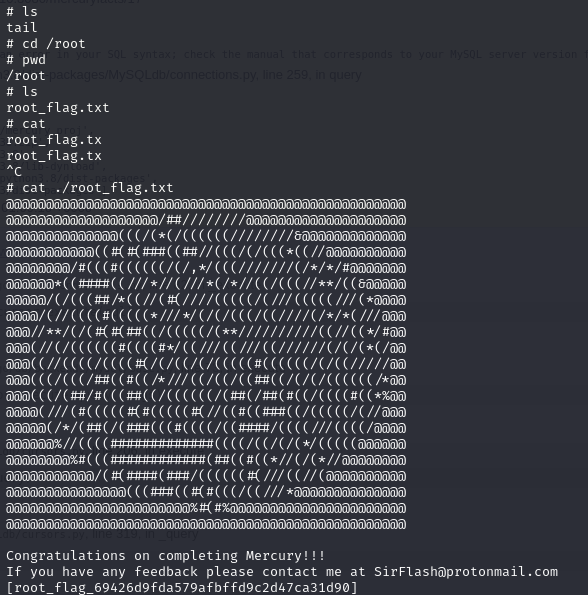 # ls
tail
# cd /root
# pwd
/root
# ls
root_flag.txt
# cat
root_flag.tx
root_flag.tx
^C
# cat ./root_flag.txt
Congratulations on completing Mercury!!!
If you have any feedback please contact me at SirFlash@protonmail.com
[root_flag_69426d9fda579afbffd9c2d47ca31d90]